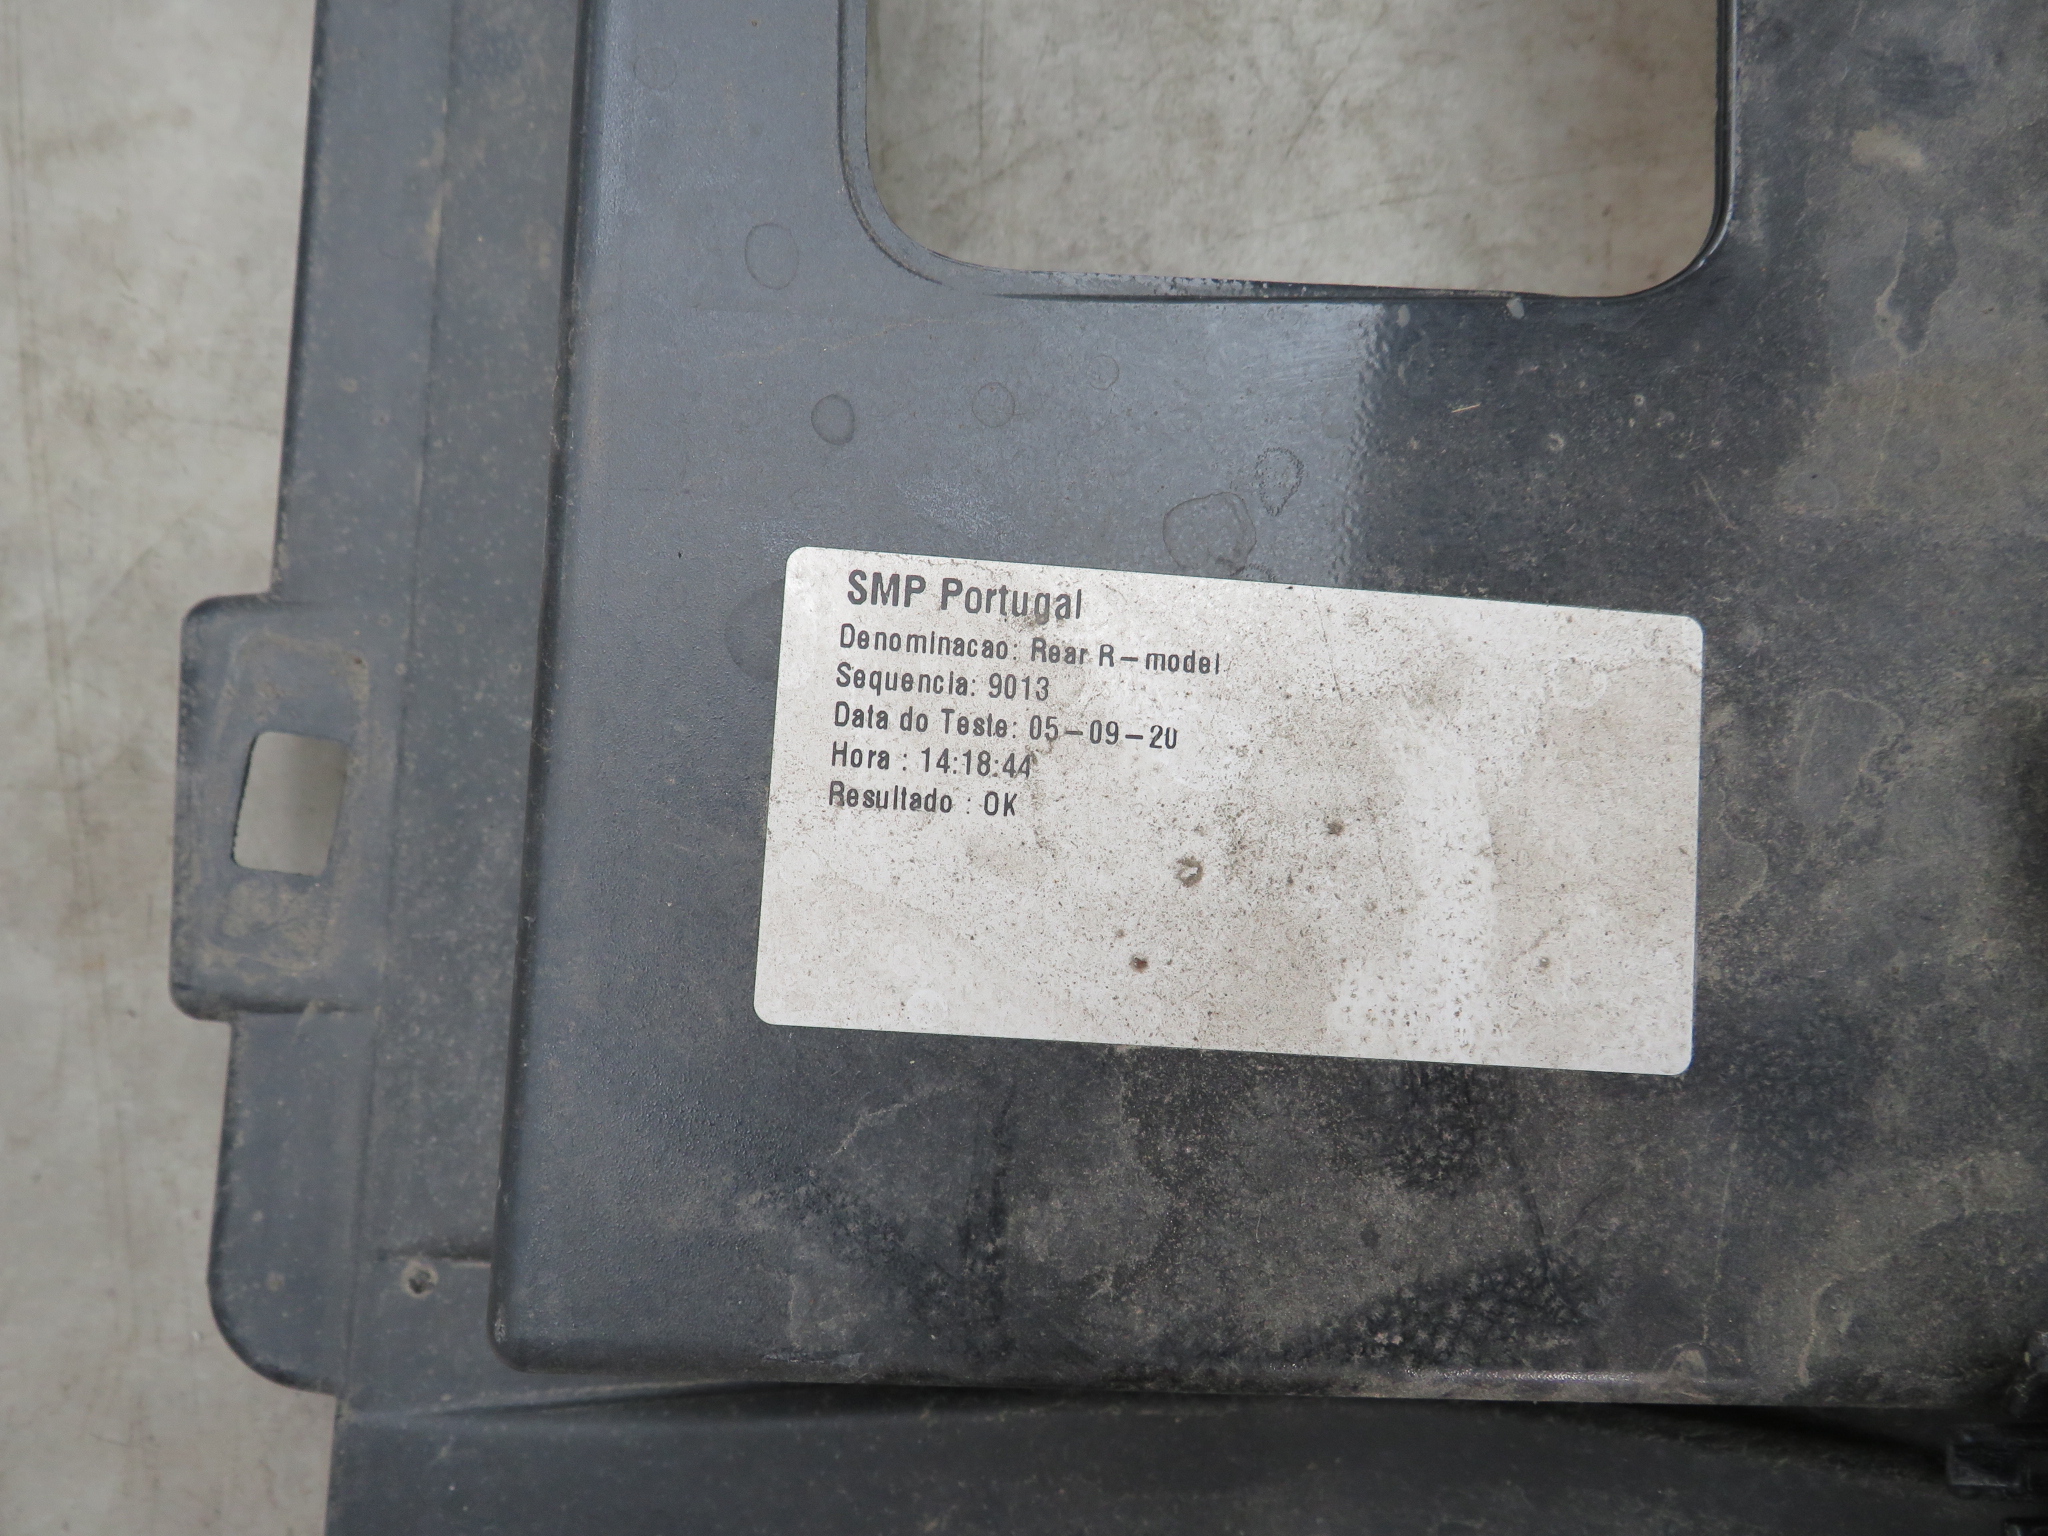 SMP Portugal
Denominacao: Rear R-model
Sequencia: 9013
Data do Teste: 05-09-20
Hora : 14:18:44
Resultado : OK